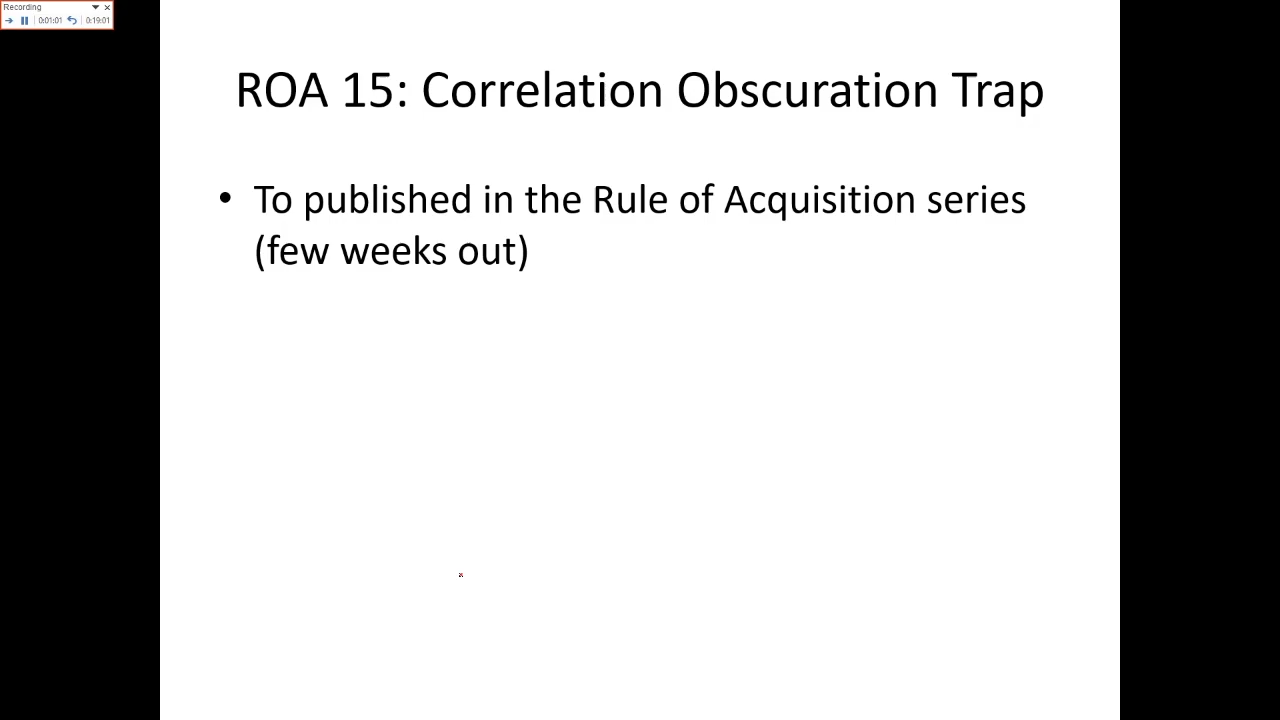 Recording
0:01:01 0:19:01
ROA 15: Correlation Obscuration Trap
• To published in the Rule of Acquisition series
(few weeks out)